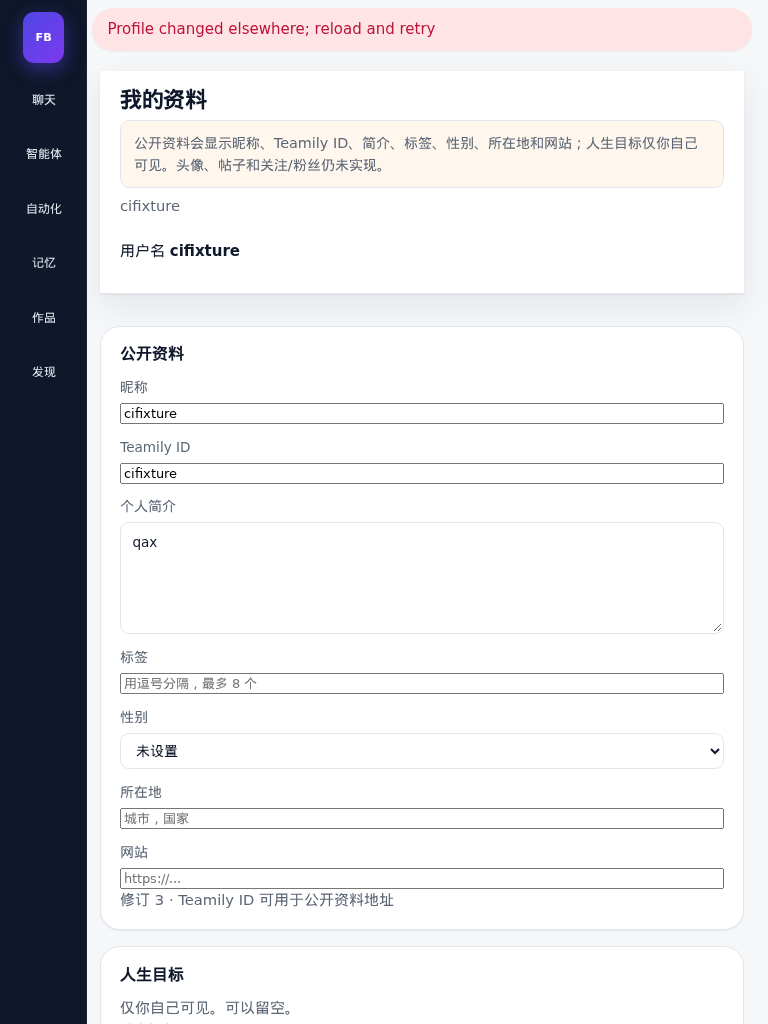 FB
聊天
智能体
自动化
记忆
作品
发现
Profile changed elsewhere; reload and retry
我的资料
公开资料会显示昵称、Teamily ID、简介、标签、性别、所在地和网站；人生目标仅你自己
可见。头像、帖子和关注/粉丝仍未实现。
cifixture
用户名 cifixture
公开资料
昵称
cifixture
Teamily ID
cifixture
个人简介
qax
标签
用逗号分隔，最多 8 个
性别
未设置
所在地
城市，国家
网站
https://...
修订 3 · Teamily ID 可用于公开资料地址
人生目标
仅你自己可见。可以留空。